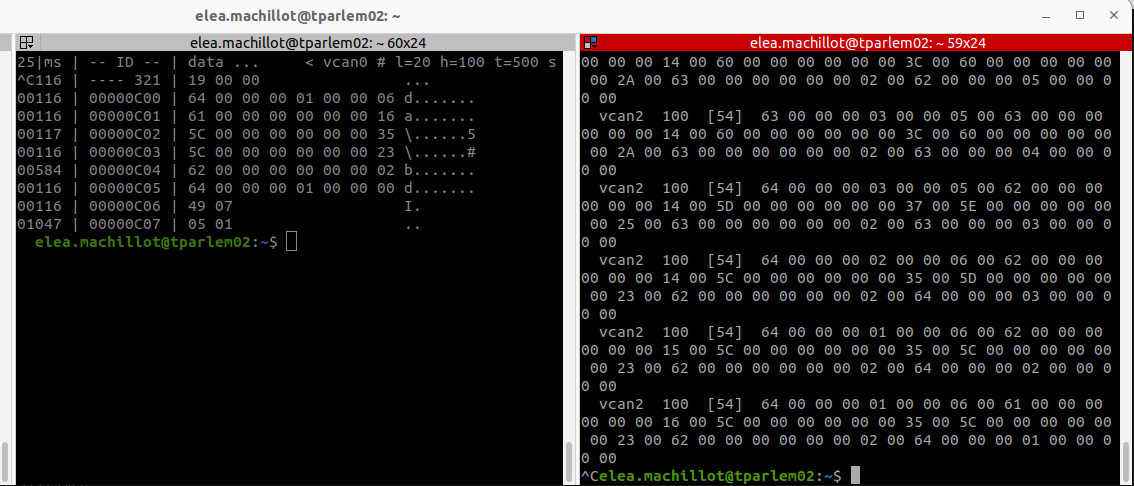 elea.machillot@tparlem02: ~
elea.machillot@tparlem02: ~ 60x24
25|ms | -- ID -- | data ... < vcan0 # l=20 h=100 t=500 s
^C116 | ---- 321 | 19 00 00 ...
00116 | 00000C00 | 64 00 00 00 01 00 00 06 d.......
00116 | 00000C01 | 61 00 00 00 00 00 00 16 a.......
00117 | 00000C02 | 5C 00 00 00 00 00 00 35 \......5
00116 | 00000C03 | 5C 00 00 00 00 00 00 23 \......#
00584 | 00000C04 | 62 00 00 00 00 00 00 02 b.......
00116 | 00000C05 | 64 00 00 00 01 00 00 00 d.......
00116 | 00000C06 | 49 07 I.
01047 | 00000C07 | 05 01 ..
elea.machillot@tparlem02:~$
elea.machillot@tparlem02: ~ 59x24
00 00 00 14 00 60 00 00 00 00 00 00 3C 00 60 00 00 00 00 00
00 2A 00 63 00 00 00 00 00 00 02 00 62 00 00 00 05 00 00 0
0 00
vcan2 100 [54] 63 00 00 00 03 00 00 05 00 63 00 00 00
00 00 00 14 00 60 00 00 00 00 00 00 3C 00 60 00 00 00 00 00
00 2A 00 63 00 00 00 00 00 00 02 00 63 00 00 00 04 00 00 0
0 00
vcan2 100 [54] 64 00 00 00 03 00 00 05 00 62 00 00 00
00 00 00 14 00 5D 00 00 00 00 00 00 37 00 5E 00 00 00 00 00
00 25 00 63 00 00 00 00 00 00 02 00 63 00 00 00 03 00 00 0
0 00
vcan2 100 [54] 64 00 00 00 02 00 00 06 00 62 00 00 00
00 00 00 14 00 5C 00 00 00 00 00 00 35 00 5D 00 00 00 00 00
00 23 00 62 00 00 00 00 00 00 02 00 64 00 00 00 03 00 00 0
0 00
vcan2 100 [54] 64 00 00 00 01 00 00 06 00 62 00 00 00
00 00 00 15 00 5C 00 00 00 00 00 00 35 00 5C 00 00 00 00 00
00 23 00 62 00 00 00 00 00 00 02 00 64 00 00 00 02 00 00 0
0 00
vcan2 100 [54] 64 00 00 00 01 00 00 06 00 61 00 00 00
00 00 00 16 00 5C 00 00 00 00 00 00 35 00 5C 00 00 00 00 00
00 23 00 62 00 00 00 00 00 00 02 00 64 00 00 00 01 00 00 0
0 00
^Celea.machillot@tparlem02:~$